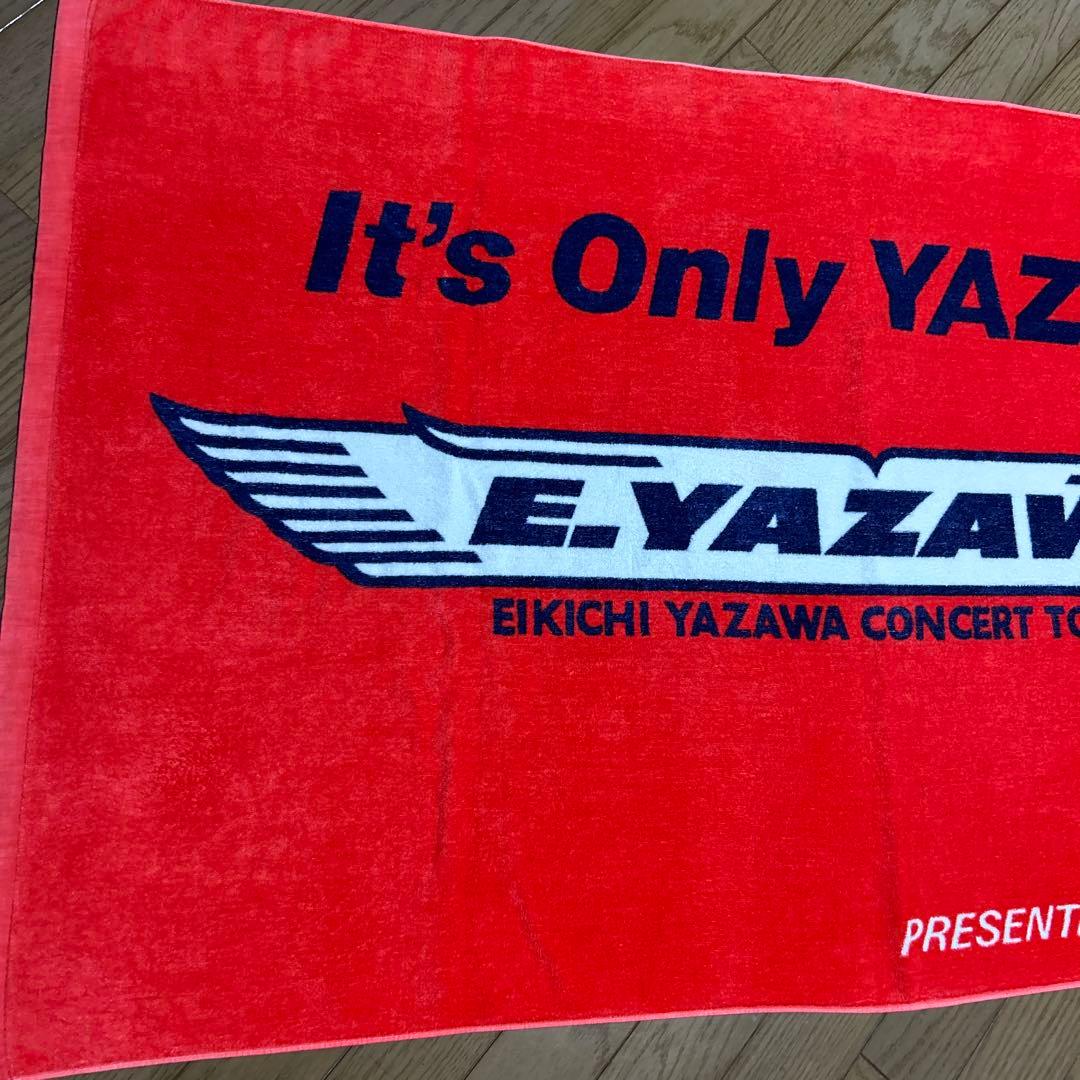 It's Only YAZ
E.YAZAW
EIKICHI YAZAWA CONCERT TO
PRESENT